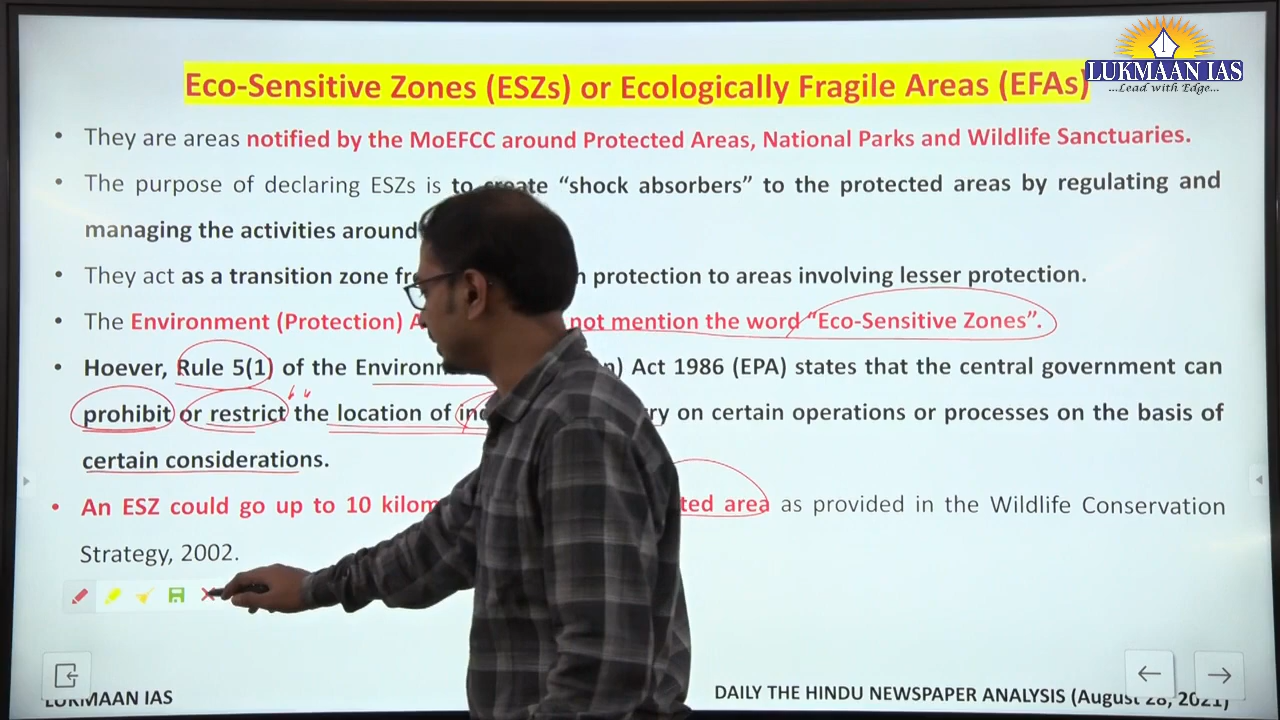 LUKMAAN IAS
...Lead with Edge...
Eco-Sensitive Zones (ESZs) or Ecologically Fragile Areas (EFAs)
• They are areas notified by the MoEFCC around Protected Areas, National Parks and Wildlife Sanctuaries.
• The purpose of declaring ESZs is to create “shock absorbers” to the protected areas by regulating and
managing the activities around
• They act as a transition zone protection to areas involving lesser protection.
• The Environment (Protection) not mention the word “Eco-Sensitive Zones”.
• Hoever, Rule 5(1) of the Act 1986 (EPA) states that the central government can
prohibit or restrict the location of on certain operations or processes on the basis of
certain considerations.
• An ESZ could go up to 10 area as provided in the Wildlife Conservation
Strategy, 2002.
LUKMAAN IAS
DAILY THE HINDU NEWSPAPER ANALYSIS (August 28, 2021)